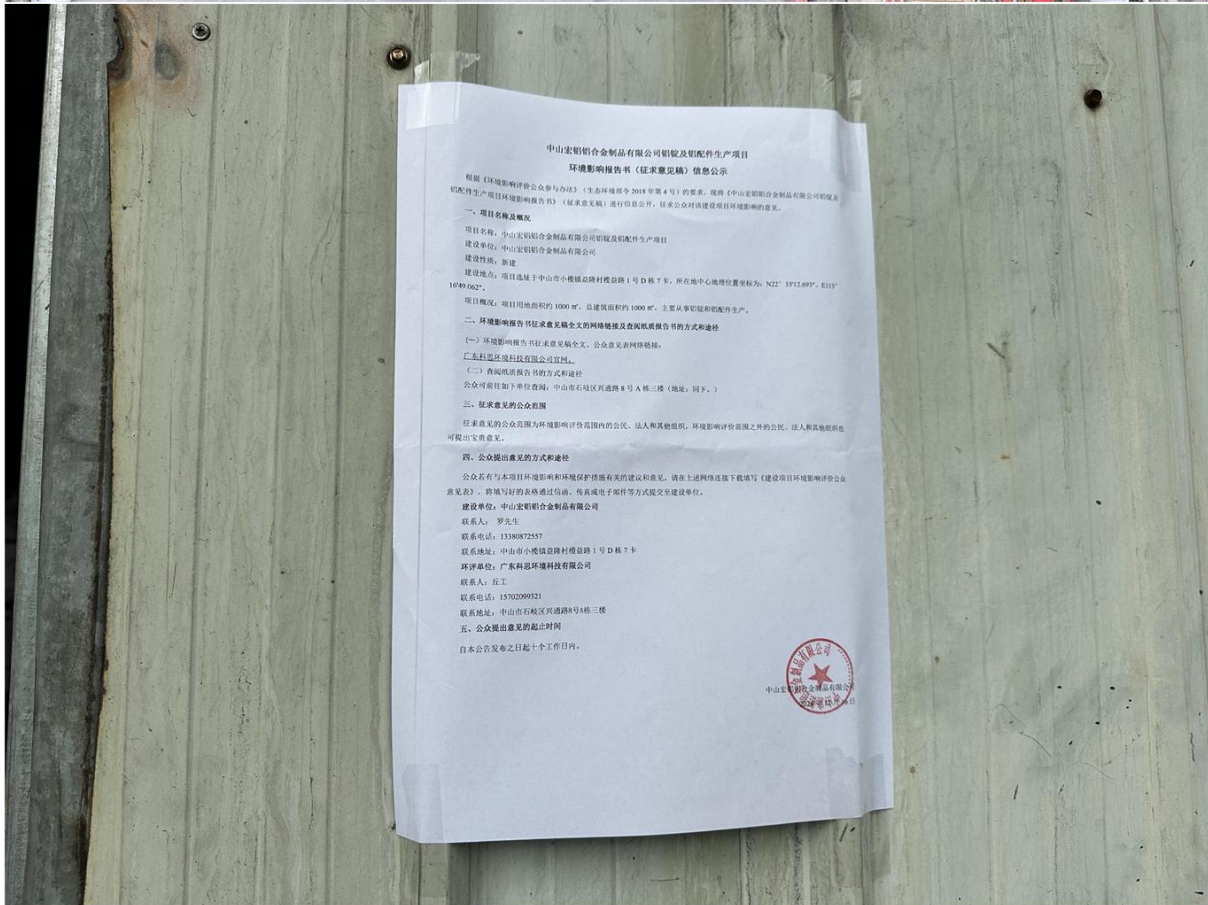 中山宏铝铝合金制品有限公司铝锭及铝配件生产项目
环境影响报告书（征求意见稿）信息公示
根据《环境影响评价公众参与办法》（生态环境部令 2018 年第 4 号）的要求，现将《中山宏铝铝合金制品有限公司铝锭及
铝配件生产项目环境影响报告书》（征求意见稿）进行信息公开，征求公众对该建设项目环境影响的意见。
一、项目名称及概况
项目名称：中山宏铝铝合金制品有限公司铝锭及铝配件生产项目
建设单位：中山宏铝铝合金制品有限公司
建设性质：新建
建设地点：项目选址于中山市小榄镇益隆村榄益路 1 号 D 栋 7 卡，所在地中心地理位置坐标为：N22° 35′12.693″，E113°
16′49.062″。
项目概况：项目用地面积约 1000 ㎡，总建筑面积约 1000 ㎡，主要从事铝锭和铝配件生产。
二、环境影响报告书征求意见稿全文的网络链接及查阅纸质报告书的方式和途径
（一）环境影响报告书征求意见稿全文、公众意见表网络链接：
广东科思环境科技有限公司官网。
（二）查阅纸质报告书的方式和途径
公众可前往如下单位查阅：中山市石岐区兴通路 8 号 A 栋三楼（地址：同下。）
三、征求意见的公众范围
征求意见的公众范围为环境影响评价范围内的公民、法人和其他组织，环境影响评价范围之外的公民、法人和其他组织也
可提出宝贵意见。
四、公众提出意见的方式和途径
公众若有与本项目环境影响和环境保护措施有关的建议和意见，请在上述网络连接下载填写《建设项目环境影响评价公众
意见表》，将填写好的表格通过信函、传真或电子邮件等方式提交至建设单位。
建设单位：中山宏铝铝合金制品有限公司
联系人： 罗先生
联系电话：13380872557
联系地址：中山市小榄镇益隆村榄益路 1 号 D 栋 7 卡
环评单位：广东科思环境科技有限公司
联系人：丘工
联系电话：15702099321
联系地址：中山市石岐区兴通路8号A栋三楼
五、公众提出意见的起止时间
自本公告发布之日起十个工作日内。
中山宏铝铝合金制品有限公司